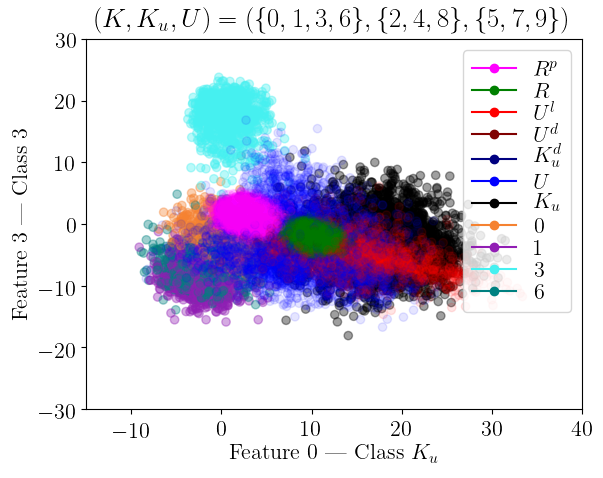 (K, K_u, U) = ({0, 1, 3, 6}, {2, 4, 8}, {5, 7, 9})
30
20
10
0
−10
−20
−30
Feature 3 — Class 3
R^p
R
U^l
U^d
K_u^d
U
K_u
0
1
3
6
−10
0
10
20
30
40
Feature 0 — Class K_u